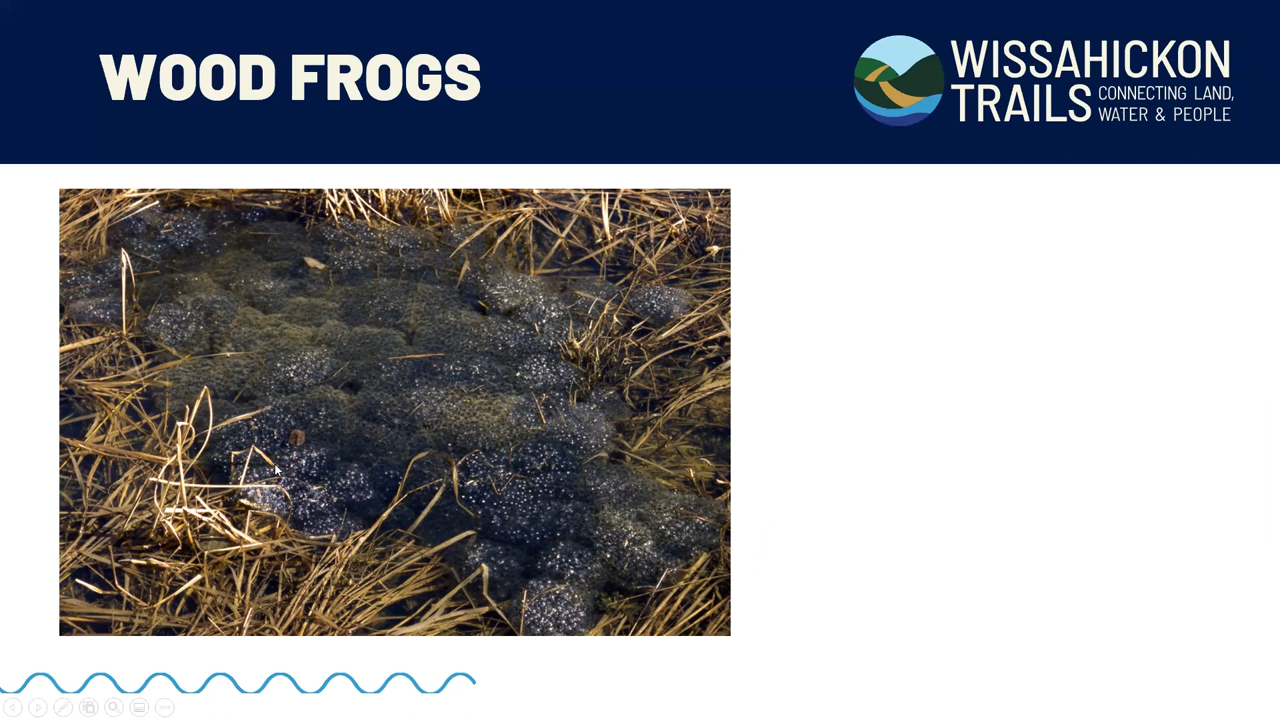 WOOD FROGS
WISSAHICKON
TRAILS
CONNECTING LAND,
WATER & PEOPLE